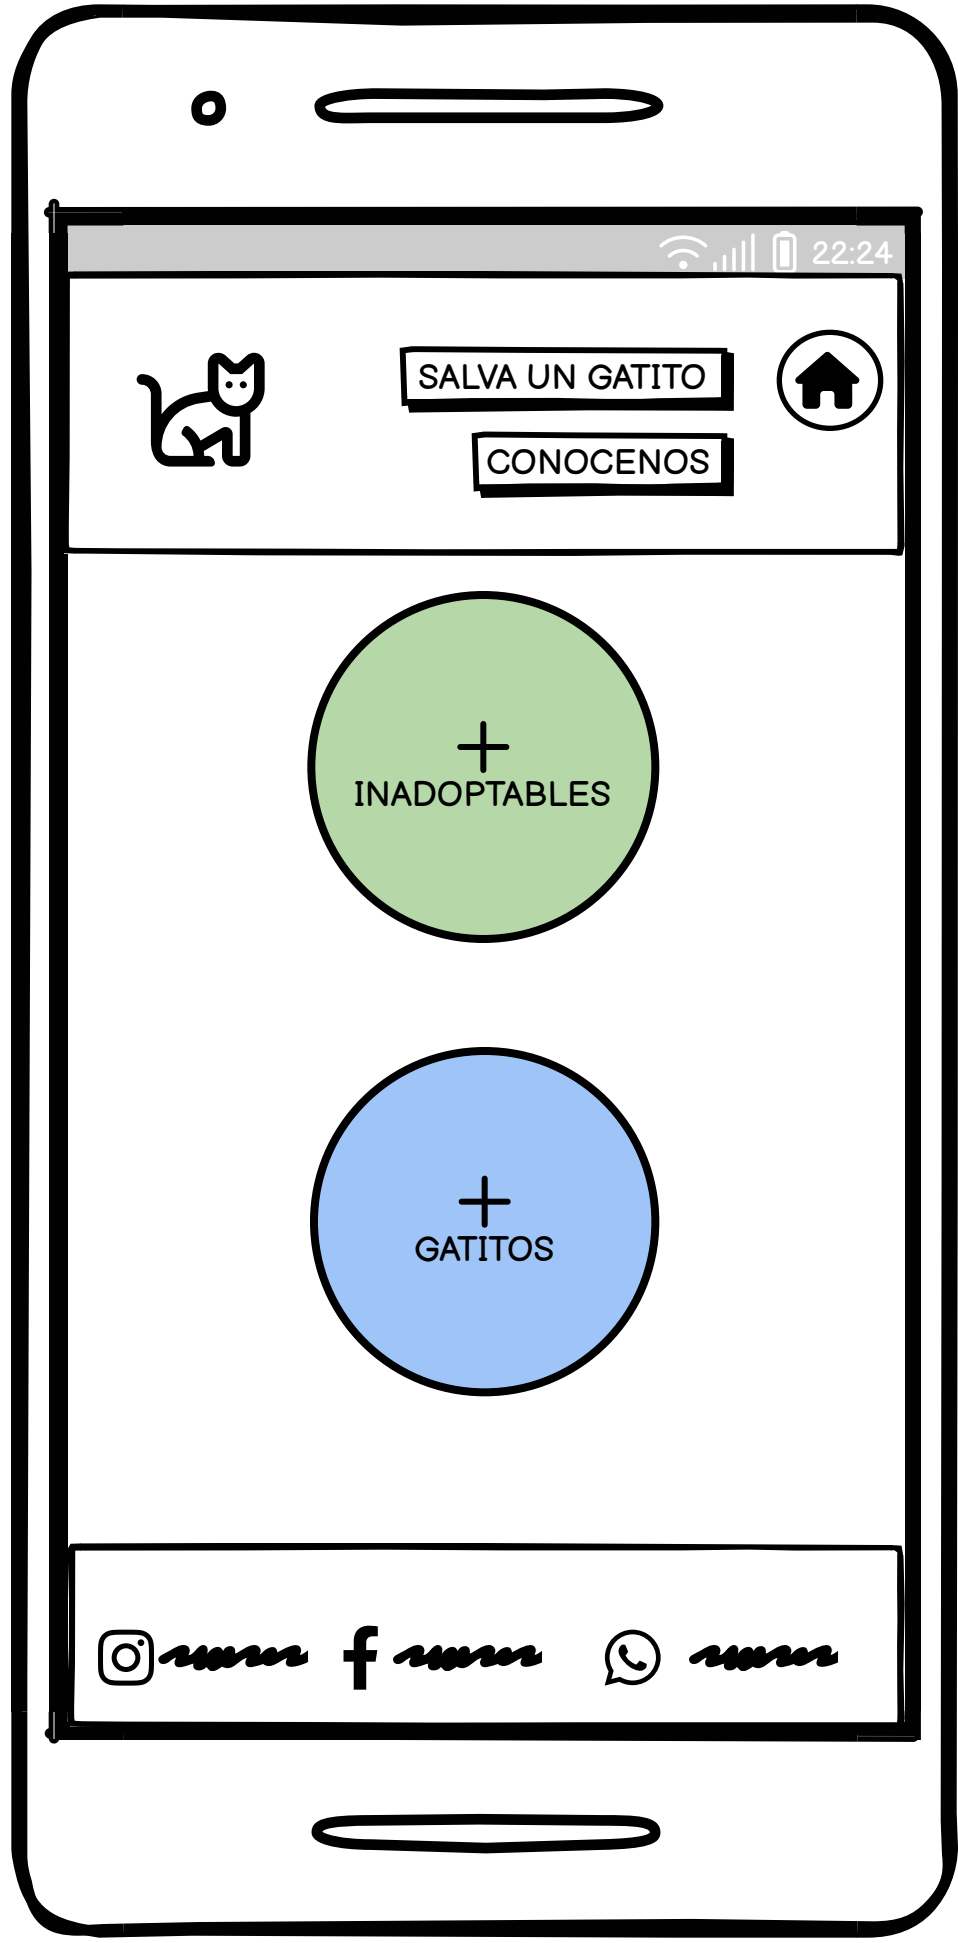 22:24
SALVA UN GATITO
CONOCENOS
INADOPTABLES
GATITOS